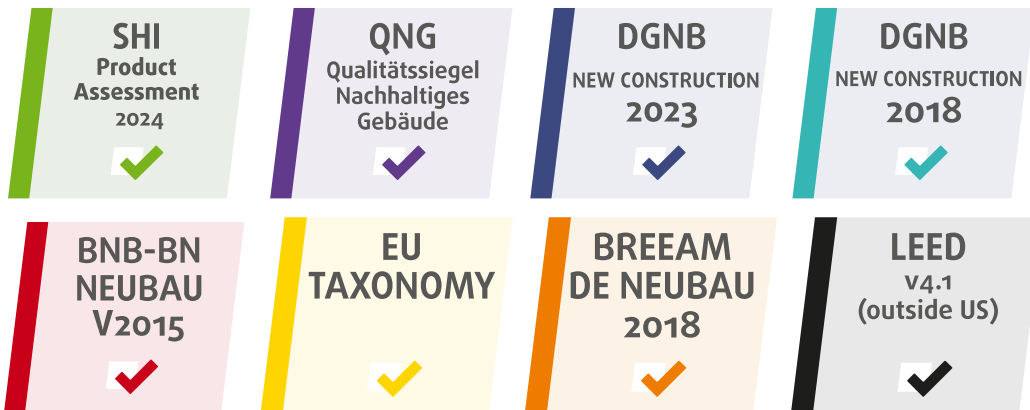 SHI
Product
Assessment
2024
QNG
Qualitätssiegel
Nachhaltiges
Gebäude
DGNB
NEW CONSTRUCTION
2023
DGNB
NEW CONSTRUCTION
2018
BNB-BN
NEUBAU
V2015
EU
TAXONOMY
BREEAM
DE NEUBAU
2018
LEED
v4.1
(outside US)